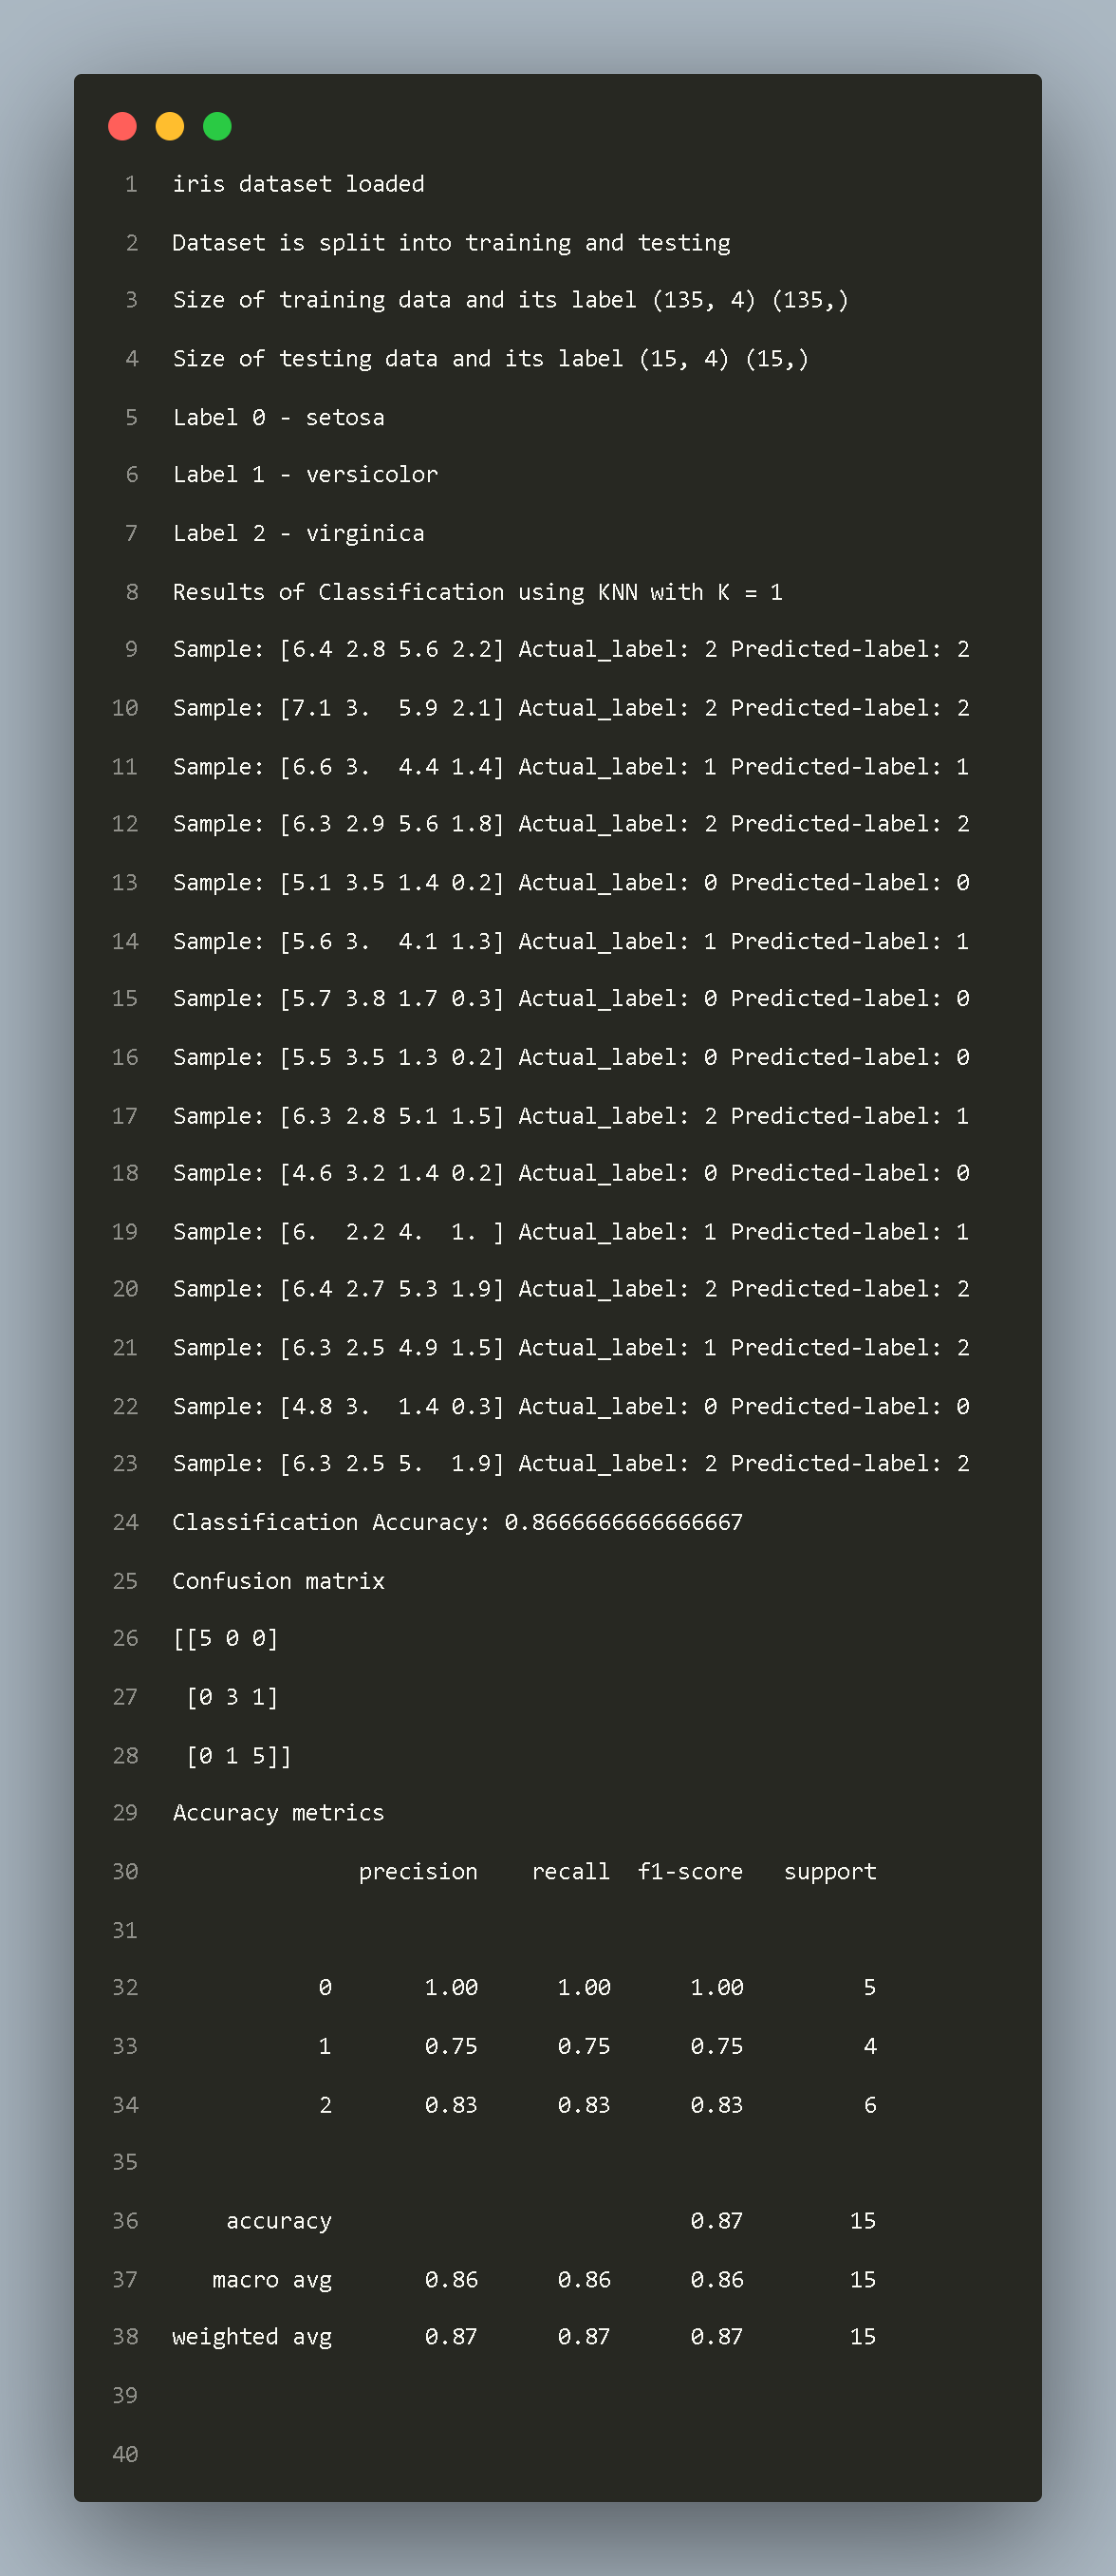 1 iris dataset loaded
2 Dataset is split into training and testing
3 Size of training data and its label (135, 4) (135,)
4 Size of testing data and its label (15, 4) (15,)
5 Label 0 - setosa
6 Label 1 - versicolor
7 Label 2 - virginica
8 Results of Classification using KNN with K = 1
9 Sample: [6.4 2.8 5.6 2.2] Actual_label: 2 Predicted-label: 2
10 Sample: [7.1 3.  5.9 2.1] Actual_label: 2 Predicted-label: 2
11 Sample: [6.6 3.  4.4 1.4] Actual_label: 1 Predicted-label: 1
12 Sample: [6.3 2.9 5.6 1.8] Actual_label: 2 Predicted-label: 2
13 Sample: [5.1 3.5 1.4 0.2] Actual_label: 0 Predicted-label: 0
14 Sample: [5.6 3.  4.1 1.3] Actual_label: 1 Predicted-label: 1
15 Sample: [5.7 3.8 1.7 0.3] Actual_label: 0 Predicted-label: 0
16 Sample: [5.5 3.5 1.3 0.2] Actual_label: 0 Predicted-label: 0
17 Sample: [6.3 2.8 5.1 1.5] Actual_label: 2 Predicted-label: 1
18 Sample: [4.6 3.2 1.4 0.2] Actual_label: 0 Predicted-label: 0
19 Sample: [6.  2.2 4.  1. ] Actual_label: 1 Predicted-label: 1
20 Sample: [6.4 2.7 5.3 1.9] Actual_label: 2 Predicted-label: 2
21 Sample: [6.3 2.5 4.9 1.5] Actual_label: 1 Predicted-label: 2
22 Sample: [4.8 3.  1.4 0.3] Actual_label: 0 Predicted-label: 0
23 Sample: [6.3 2.5 5.  1.9] Actual_label: 2 Predicted-label: 2
24 Classification Accuracy: 0.8666666666666667
25 Confusion matrix
26 [[5 0 0]
27  [0 3 1]
28  [0 1 5]]
29 Accuracy metrics
30               precision    recall  f1-score   support
31
32            0       1.00      1.00      1.00         5
33            1       0.75      0.75      0.75         4
34            2       0.83      0.83      0.83         6
35
36     accuracy                           0.87        15
37    macro avg       0.86      0.86      0.86        15
38 weighted avg       0.87      0.87      0.87        15
39
40